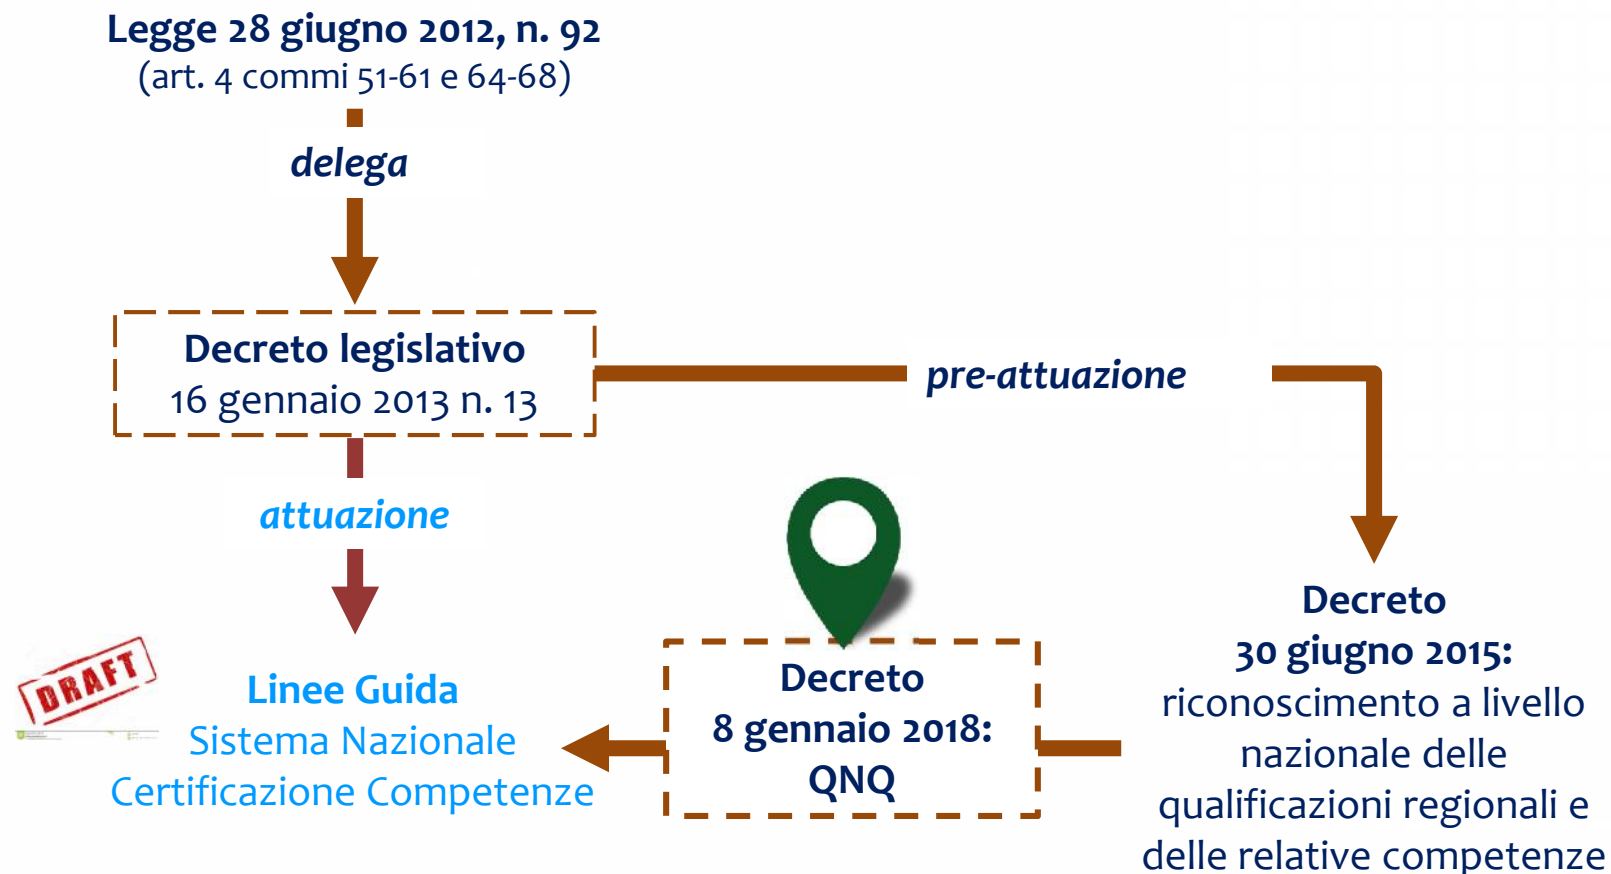 Legge 28 giugno 2012, n. 92
(art. 4 commi 51-61 e 64-68)
delega
Decreto legislativo
16 gennaio 2013 n. 13
pre-attuazione
attuazione
Decreto
30 giugno 2015:
riconoscimento a livello
nazionale delle
qualificazioni regionali e
delle relative competenze
Decreto
8 gennaio 2018:
QNQ
DRAFT
Linee Guida
Sistema Nazionale
Certificazione Competenze